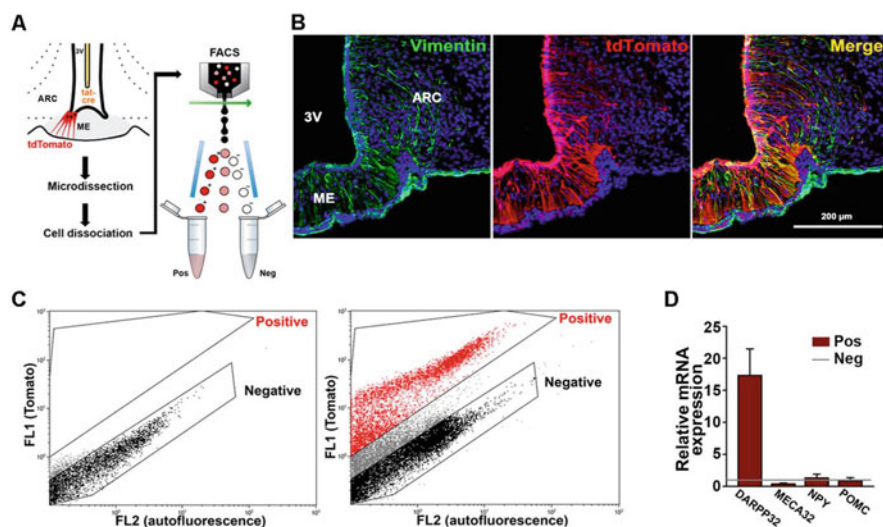 A
3V
tat-
cre
ARC
ME
tdTomato
Microdissection
Cell dissociation
FACS
Pos
Neg
B
Vimentin
tdTomato
Merge
ARC
3V
ME
200 µm
C
Positive
Negative
FL1 (Tomato)
FL2 (autofluorescence)
Positive
Negative
FL1 (Tomato)
FL2 (autofluorescence)
D
Relative mRNA
expression
25
20
15
10
5
0
Pos
Neg
DARPP32
MECA32
NPY
POMC